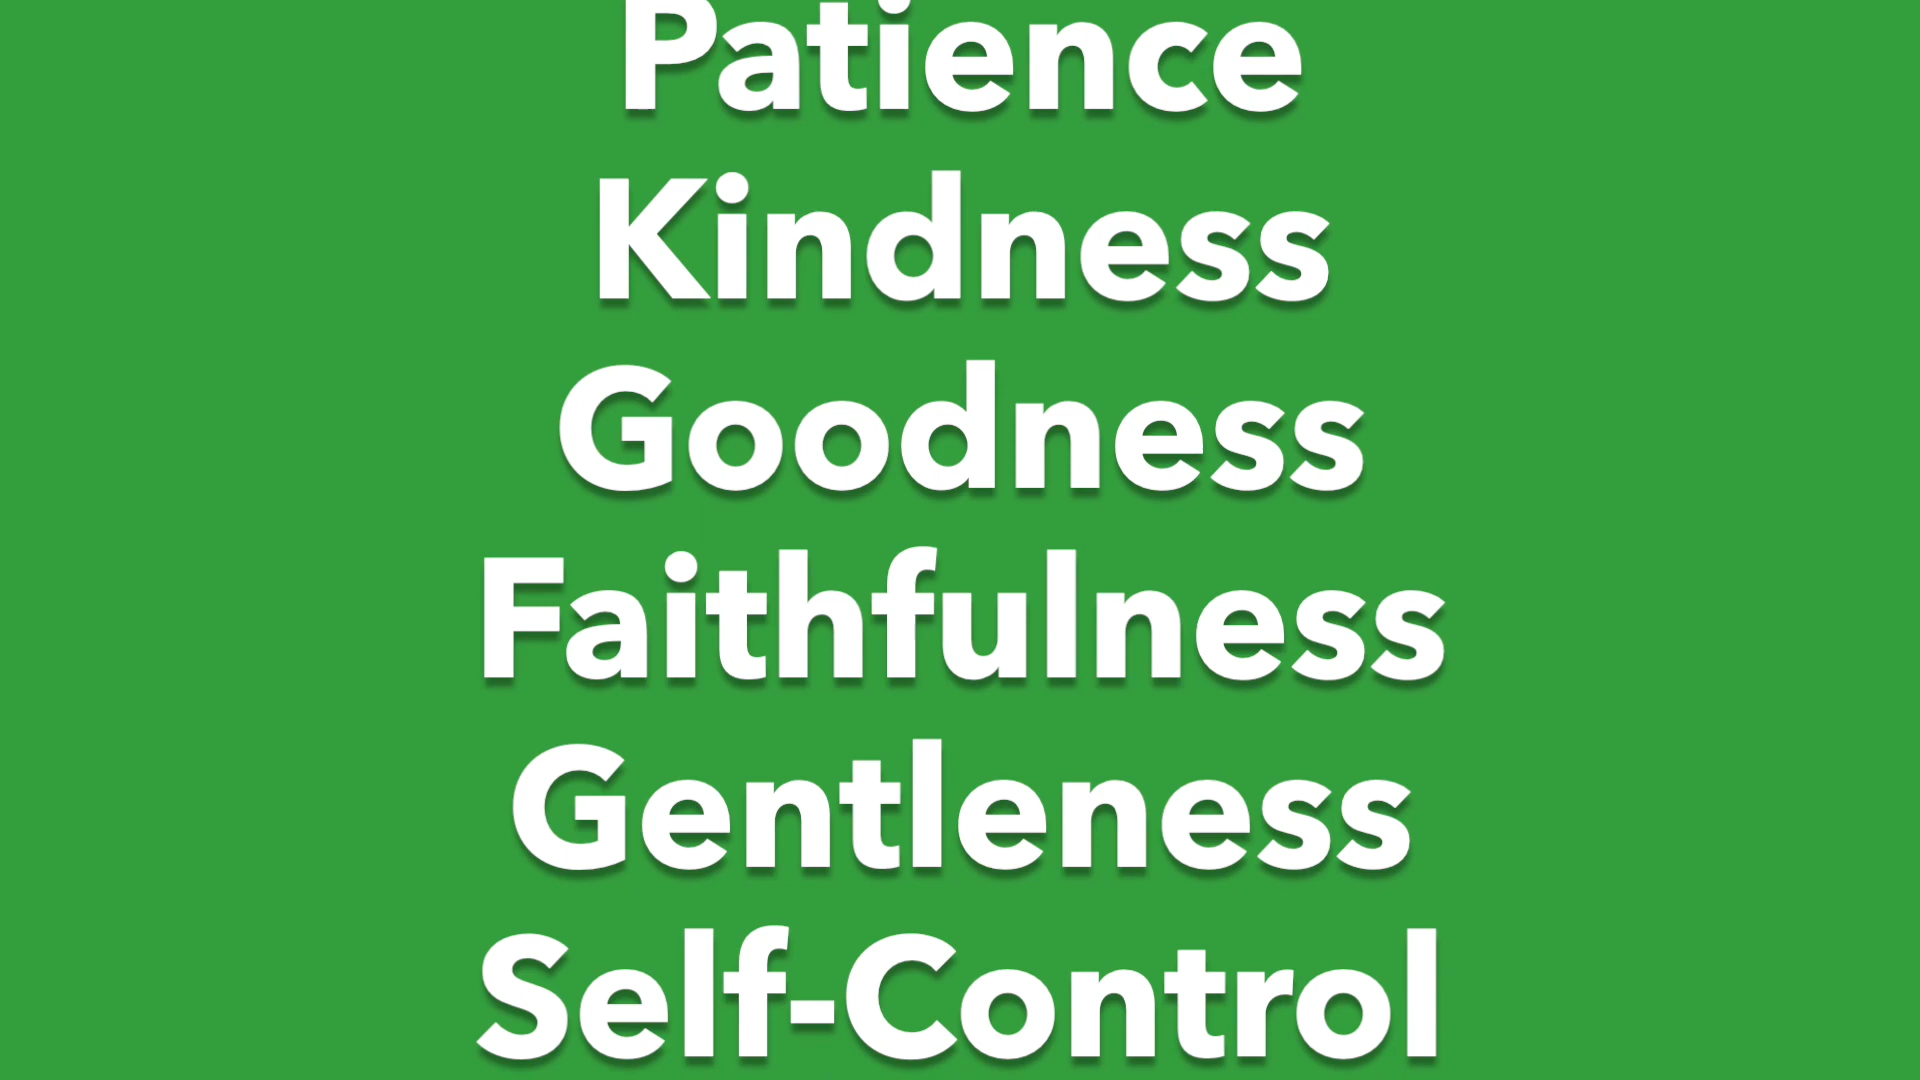 Patience
Kindness
Goodness
Faithfulness
Gentleness
Self-Control